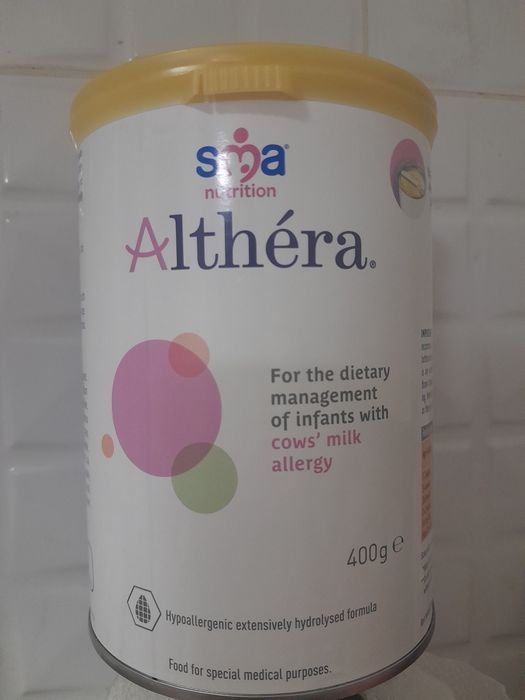 sma®
nutrition
Althéra®
For the dietary
management
of infants with
cows' milk
allergy
400g ℮
Hypoallergenic extensively hydrolysed formula
Food for special medical purposes.